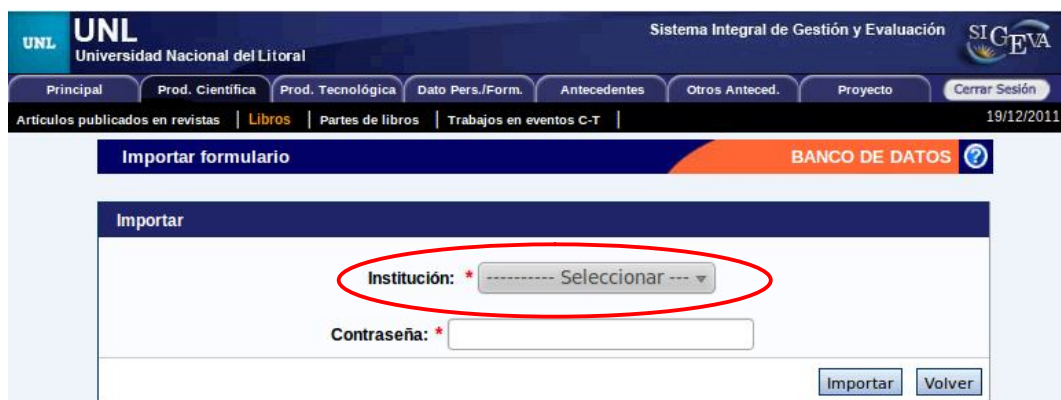 UNL
UNL
Universidad Nacional del Litoral
Sistema Integral de Gestión y Evaluación
SIGEVA
Principal
Prod. Científica
Prod. Tecnológica
Dato Pers./Form.
Antecedentes
Otros Anteced.
Proyecto
Cerrar Sesión
Artículos publicados en revistas | Libros | Partes de libros | Trabajos en eventos C-T |
19/12/2011
Importar formulario
BANCO DE DATOS ?
Importar
Institución: * ---------- Seleccionar ---
Contraseña: *
Importar
Volver